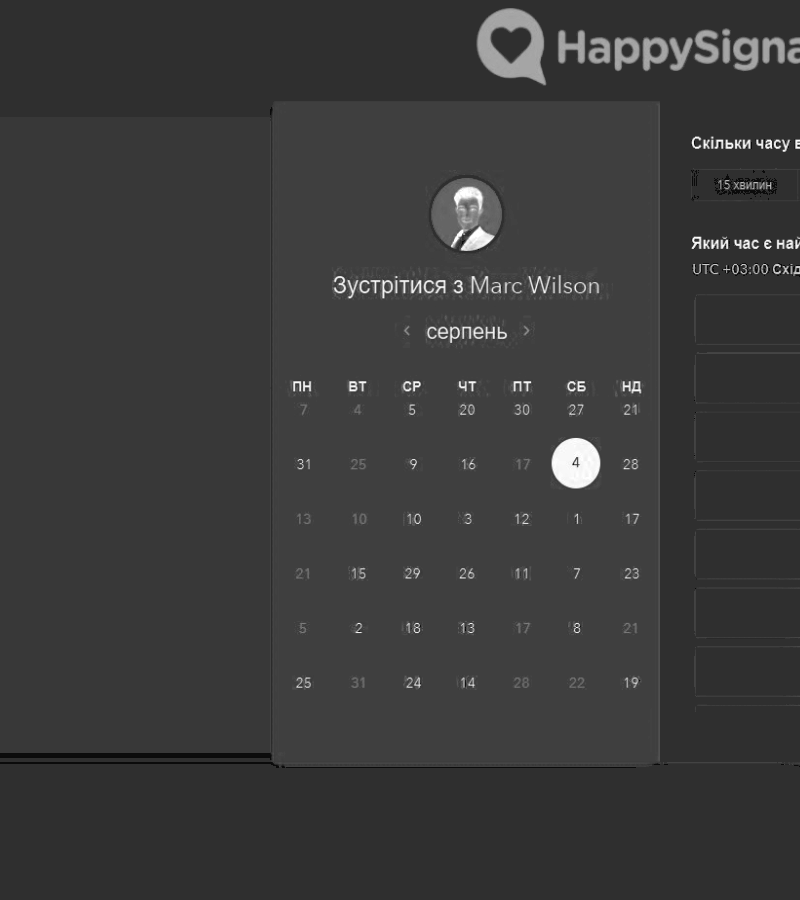 HappySigna
Зустрітися з Marc Wilson
‹ серпень ›
ПН ВТ СР ЧТ ПТ СБ НД
7 4 5 20 30 27 21
31 25 9 16 17 4 28
13 10 10 3 12 1 17
21 15 29 26 11 7 23
5 2 18 13 17 8 21
25 31 24 14 28 22 19
Скільки часу в
15 хвилин
Який час є най
UTC +03:00 Схід